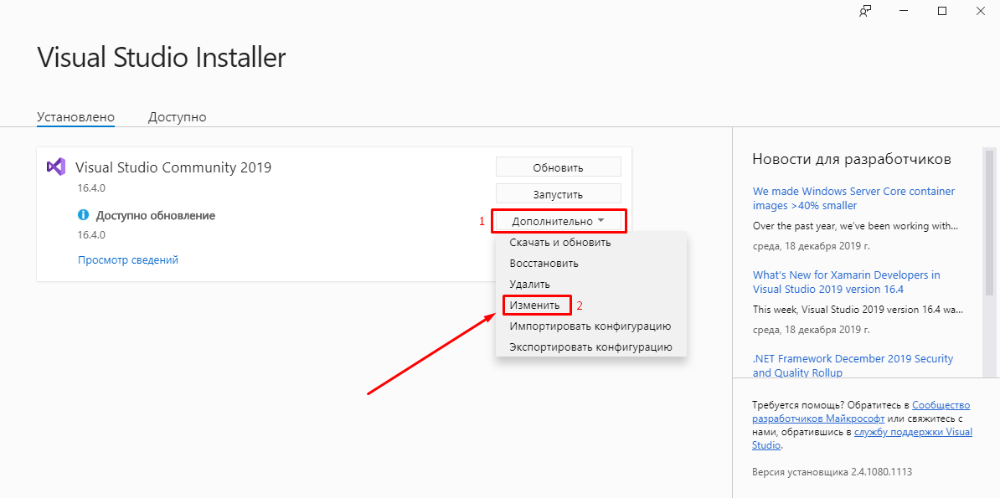 Visual Studio Installer
Установлено
Доступно
Visual Studio Community 2019
16.4.0
Доступно обновление
16.4.0
Просмотр сведений
Обновить
Запустить
1
Дополнительно
Скачать и обновить
Восстановить
Удалить
Изменить
2
Импортировать конфигурацию
Экспортировать конфигурацию
Новости для разработчиков
We made Windows Server Core container
images >40% smaller
Over the past year, we’ve been working with...
среда, 18 декабря 2019 г.
What’s New for Xamarin Developers in
Visual Studio 2019 version 16.4
This week, Visual Studio 2019 version 16.4 wa...
среда, 18 декабря 2019 г.
.NET Framework December 2019 Security
and Quality Rollup
Требуется помощь? Обратитесь в Сообщество
разработчиков Майкрософт или свяжитесь с
нами, обратившись в службу поддержки Visual
Studio.
Версия установщика 2.4.1080.1113